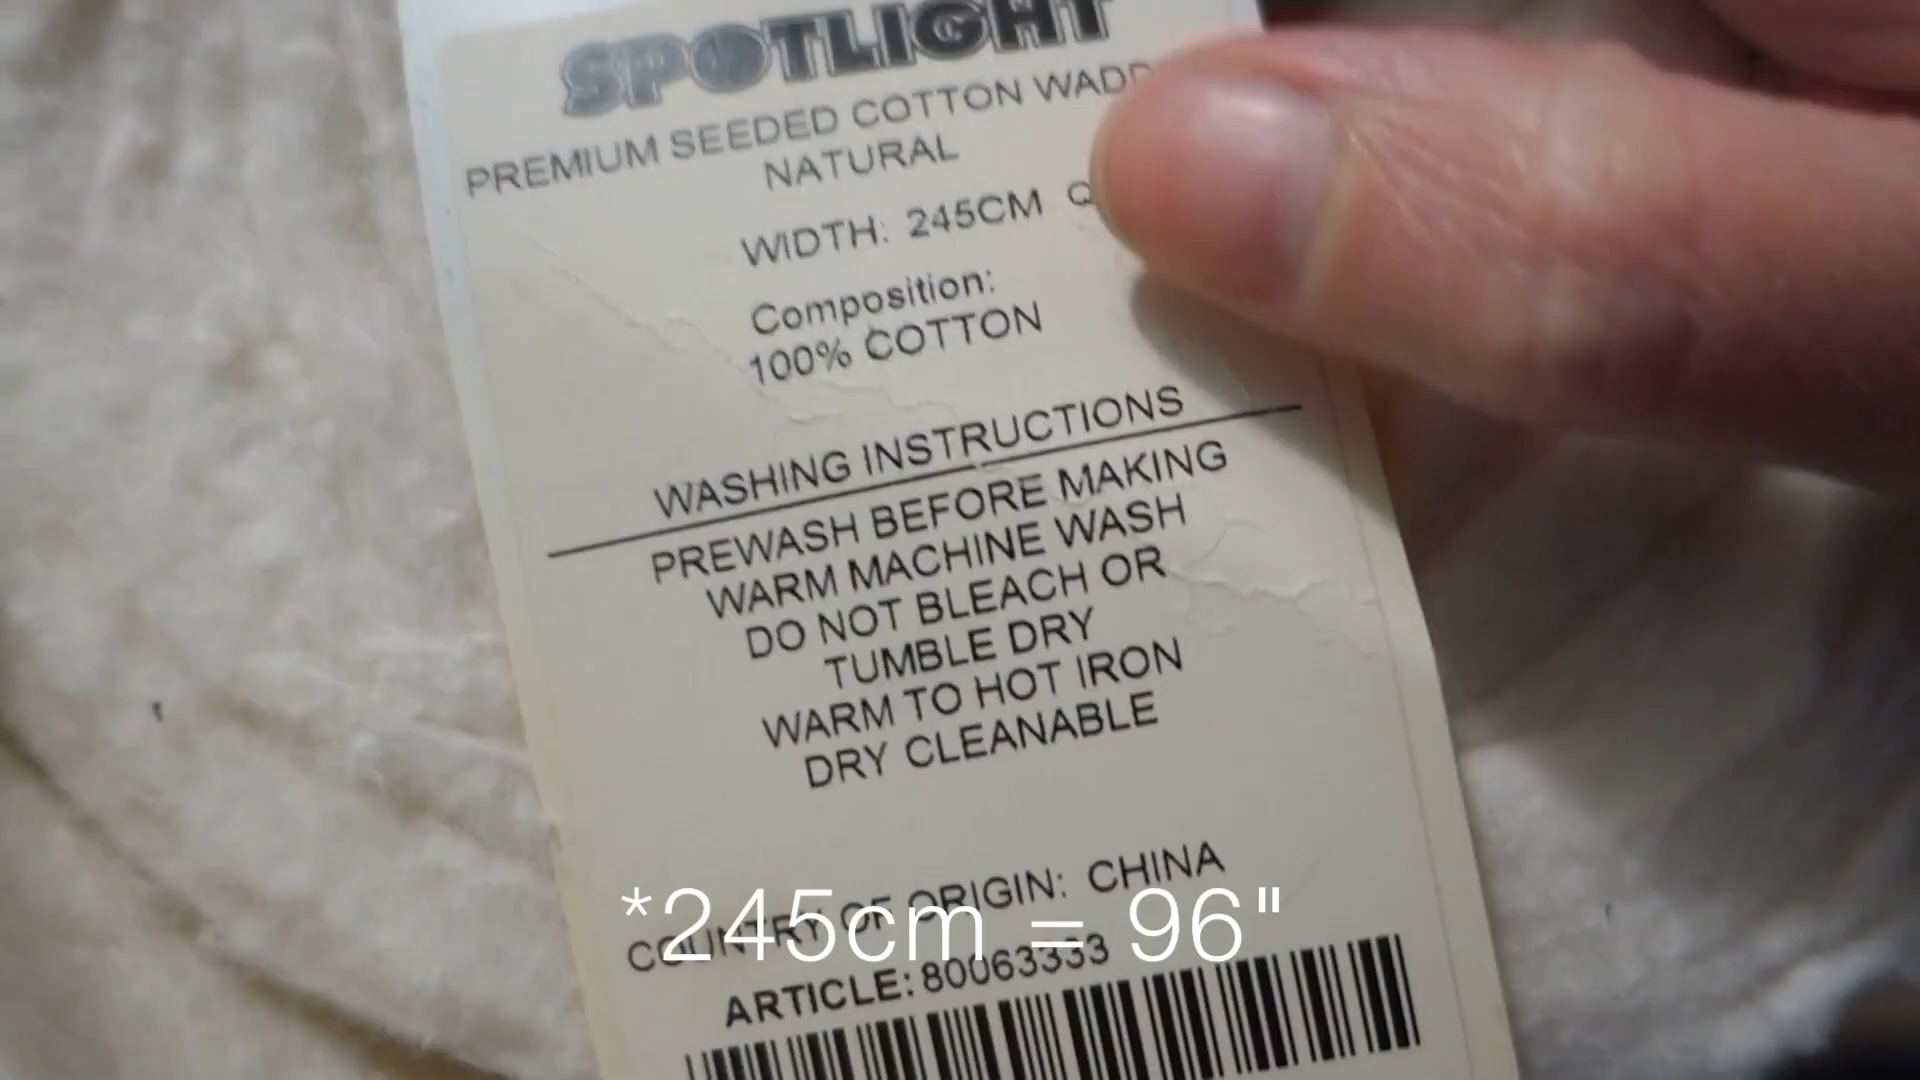 SPOTLIGHT
PREMIUM SEEDED COTTON
NATURAL
WIDTH: 245CM
Composition:
100% COTTON
WASHING INSTRUCTIONS
PREWASH BEFORE MAKING
WARM MACHINE WASH
DO NOT BLEACH OR
TUMBLE DRY
WARM TO HOT IRON
DRY CLEANABLE
COUNTRY OF ORIGIN: CHINA
*245cm = 96"
ARTICLE: 80063333